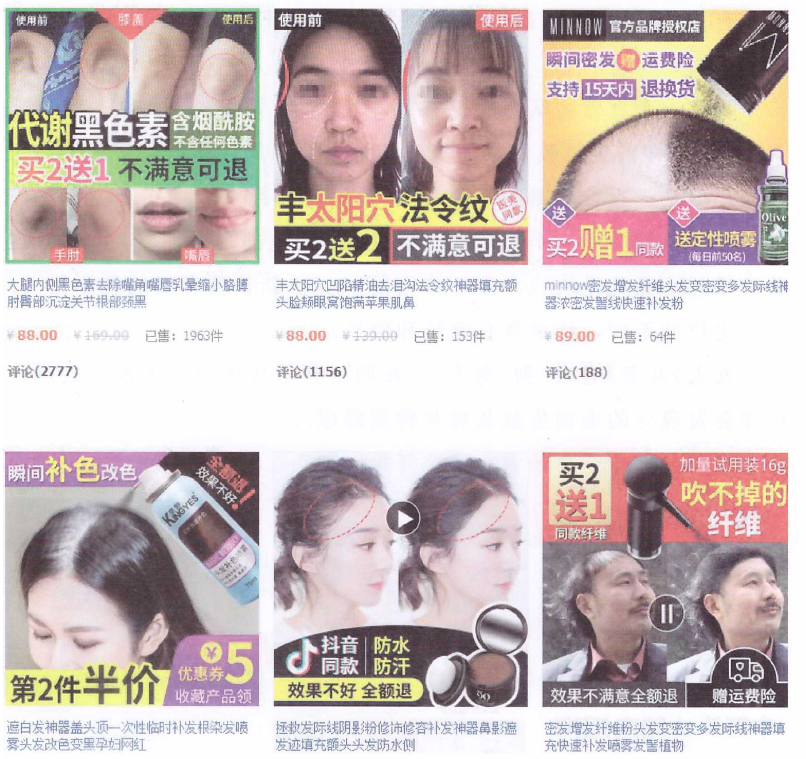 使用前
膝盖
使用后
代谢黑色素
含烟酰胺
不含任何色素
买2送1 不满意可退
手肘
嘴唇
大腿内侧黑色素去除嘴角嘴唇乳晕缩小胳膊
肘臀部沉淀关节根部颈黑
¥88.00 ¥169.00 已售：1963件
评论(2777)
使用前
使用后
丰太阳穴 法令纹
医美
同款
买2送2 不满意可退
丰太阳穴凹陷精油去泪沟法令纹神器填充额
头脸颊眼窝饱满苹果肌鼻
¥88.00 ¥139.00 已售：153件
评论(1156)
MINNOW 官方品牌授权店
瞬间密发 赠 运费险
支持 15天内 退换货
送
买2赠1同款
送
送定性喷雾
(每日前50名)
Olive
minnow密发增发纤维头发变密变多发际线神
器浓密发髻线快速补发粉
¥89.00 已售：64件
评论(188)
瞬间补色改色
效果不好
全额退!
KINGYES
第2件半价
¥5
优惠券
收藏产品领
遮白发神器盖头顶一次性临时补发根染发喷
雾头发改色变黑孕妇网红
抖音
同款
防水
防汗
效果不好 全额退
拯救发际线阴影粉修饰修容补发神器鼻影遮
发迹填充额头头发防水侧
买2
送1
同款纤维
加量试用装16g
吹不掉的
纤维
效果不满意全额退
赠运费险
密发增发纤维粉头发变密变多发际线神器填
充快速补发喷雾发髻植物